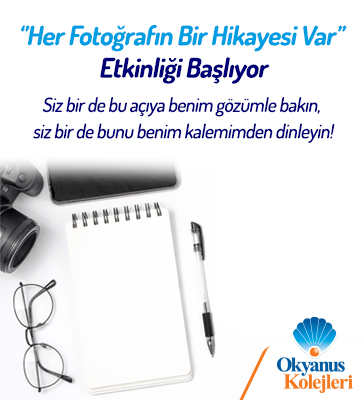 “Her Fotoğrafın Bir Hikayesi Var”
Etkinliği Başlıyor
Siz bir de bu açıya benim gözümle bakın,
siz bir de bunu benim kalemimden dinleyin!
Okyanus
Kolejleri